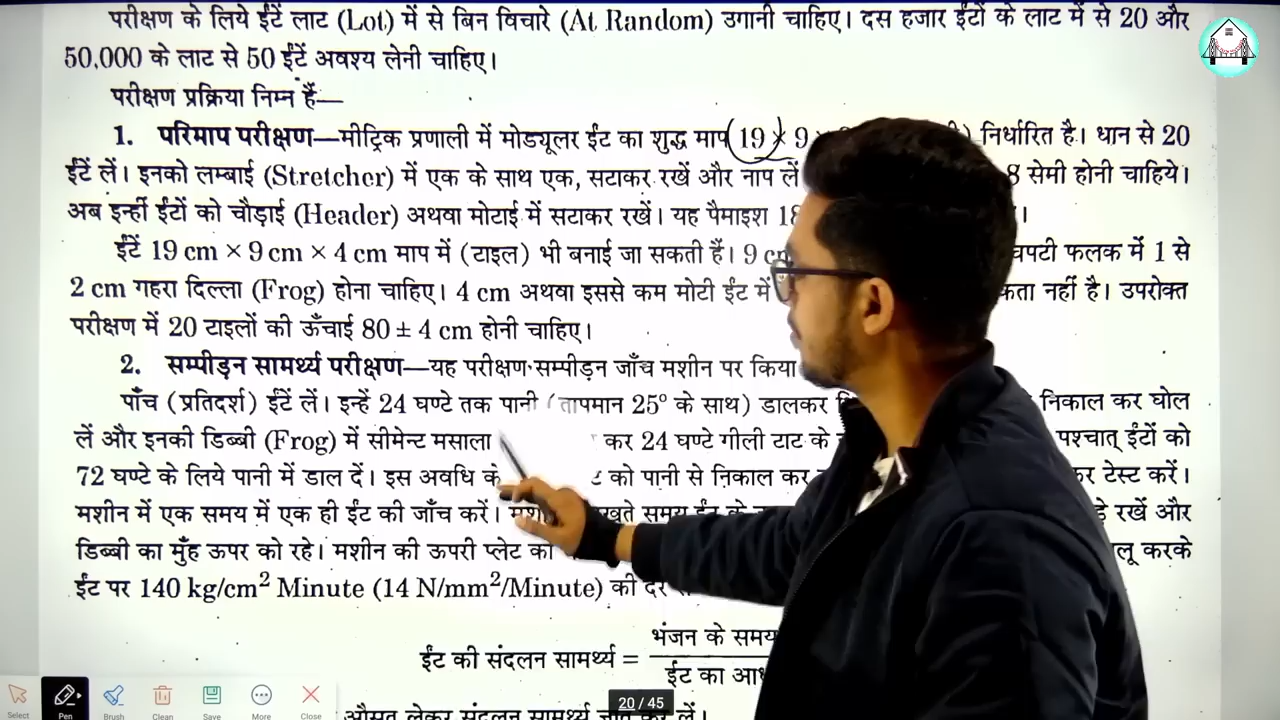 परीक्षण के लिये ईंटें लाट (Lot) में से बिन विचारे (At Random) उगानी चाहिए। दस हजार ईंटों के लाट में से 20 और
50,000 के लाट से 50 ईंटें अवश्य लेनी चाहिए।
परीक्षण प्रक्रिया निम्न हैं—
1. परिमाप परीक्षण—मीट्रिक प्रणाली में मोड्यूलर ईंट का शुद्ध माप (19 × 9 निर्धारित है। धान से 20
ईंटें लें। इनको लम्बाई (Stretcher) में एक के साथ एक, सटाकर रखें और नाप लें 8 सेमी होनी चाहिये।
अब इन्हीं ईंटों को चौड़ाई (Header) अथवा मोटाई में सटाकर रखें। यह पैमाइश
ईंटें 19 cm × 9 cm × 4 cm माप में (टाइल) भी बनाई जा सकती हैं। 9 फलक में 1 से
2 cm गहरा दिल्ला (Frog) होना चाहिए। 4 cm अथवा इससे कम मोटी ईंट में नहीं है। उपरोक्त
परीक्षण में 20 टाइलों की ऊँचाई 80 ± 4 cm होनी चाहिए।
2. सम्पीड़न सामर्थ्य परीक्षण—यह परीक्षण सम्पीड़न जाँच मशीन पर किया
पाँच (प्रतिदर्श) ईंटें लें। इन्हें 24 घण्टे तक पानी (तापमान 25° के साथ) डालकर निकाल कर घोल
लें और इनकी डिब्बी (Frog) में सीमेन्ट मसाला कर 24 घण्टे गीली टाट के पश्चात् ईंटों को
72 घण्टे के लिये पानी में डाल दें। इस अवधि के को पानी से निकाल कर टेस्ट करें।
मशीन में एक समय में एक ही ईंट की जाँच करें। समय ईंट के रखें और
डिब्बी का मुँह ऊपर को रहे। मशीन की ऊपरी प्लेट को करके
ईंट पर 140 kg/cm² Minute (14 N/mm²/Minute) की दर
ईंट की संदलन सामर्थ्य = भंजन के समय
ईंट का
औसत लेकर संदलन सामर्थ्य ज्ञात कर लें।
Select Pen Brush Clean Save More Close
20 / 45